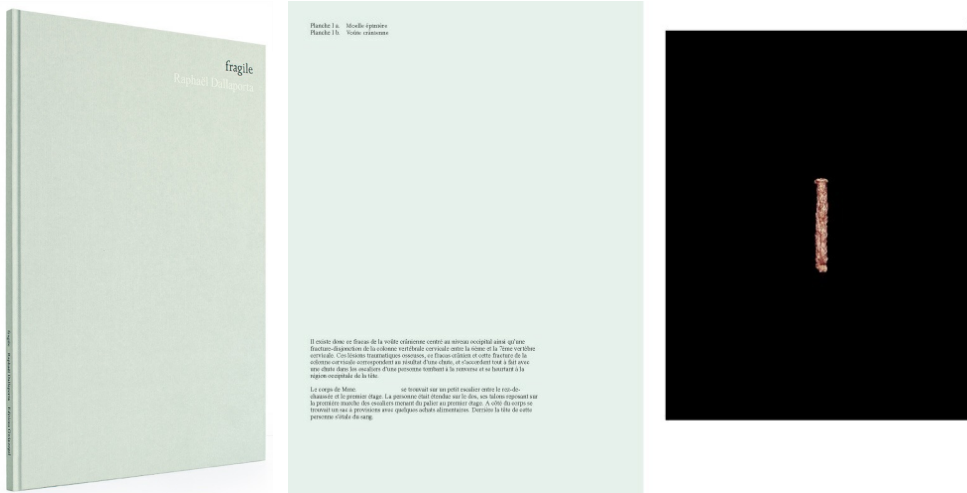 fragile
Raphaël Dallaporta
Planche I a. Moelle épinière
Planche I b. Voûte crânienne
Il existe donc ce fracas de la voûte crânienne centré au niveau occipital ainsi qu'une
fracture-disjonction de la colonne vertébrale cervicale entre la 6ème et la 7ème vertèbre
cervicale. Ces lésions traumatiques osseuses, ce fracas crânien et cette fracture de la
colonne cervicale correspondent au résultat d'une chute, et s'accordent tout à fait avec
une chute dans les escaliers d'une personne tombant à la renverse et se heurtant à la
région occipitale de la tête.
Le corps de Mme. se trouvait sur un petit escalier entre le rez-de-
chaussée et le premier étage. La personne était étendue sur le dos, ses talons reposant sur
la première marche des escaliers menant du palier au premier étage. A côté du corps se
trouvait un sac à provisions avec quelques achats alimentaires. Derrière la tête de cette
personne s'étale du sang.